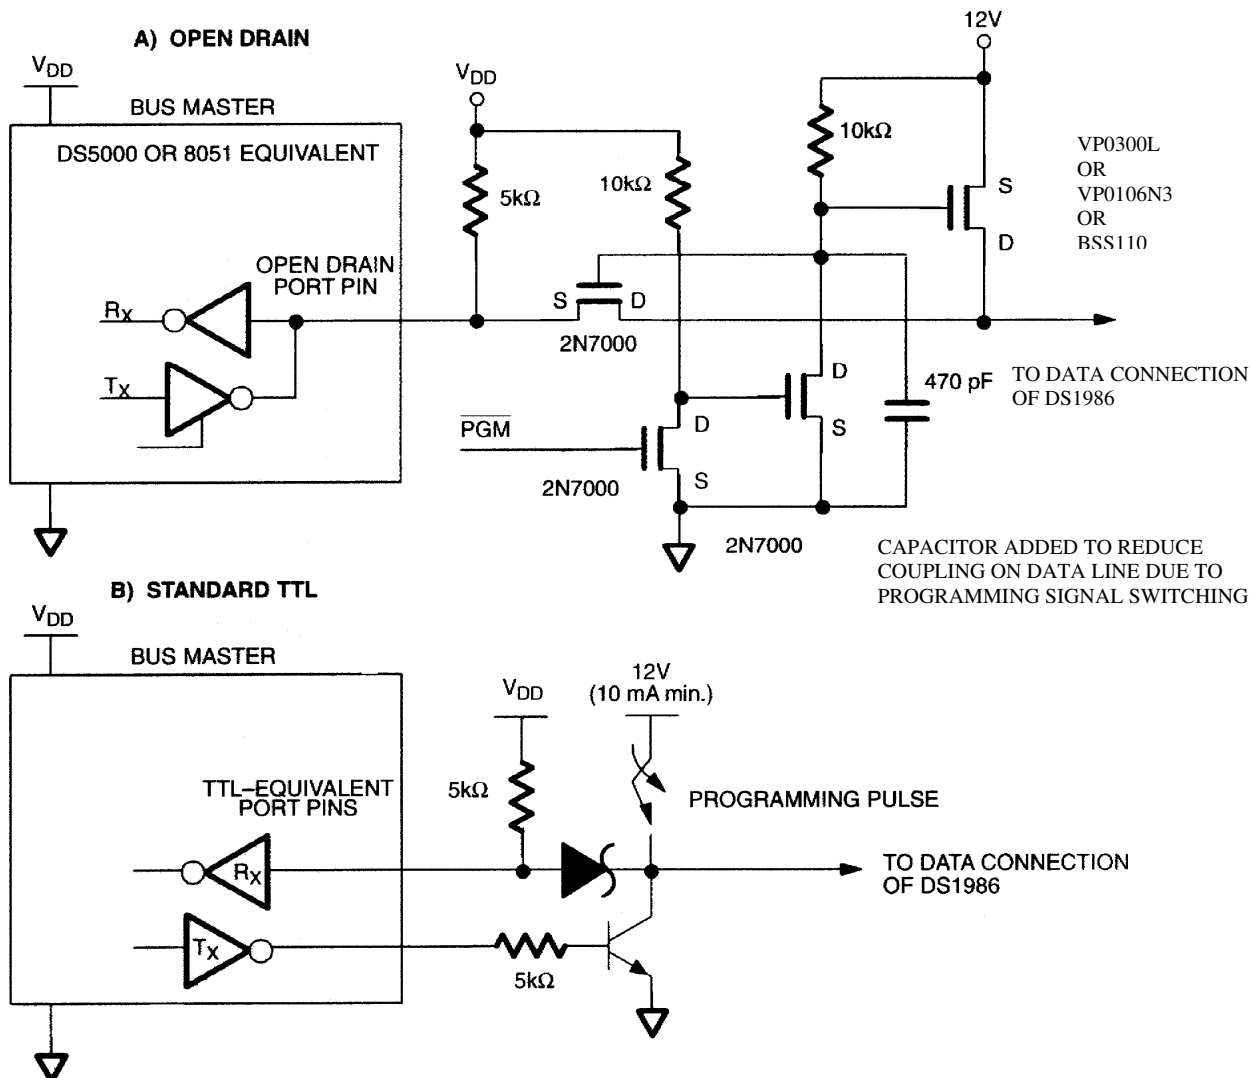 A) OPEN DRAIN
12V
VDD
VDD
BUS MASTER
DS5000 OR 8051 EQUIVALENT
5kΩ
10kΩ
10kΩ
S
D
VP0300L
OR
VP0106N3
OR
BSS110
OPEN DRAIN
PORT PIN
RX
TX
S
D
2N7000
D
S
470 pF
TO DATA CONNECTION
OF DS1986
PGM
D
S
2N7000
2N7000
CAPACITOR ADDED TO REDUCE
COUPLING ON DATA LINE DUE TO
PROGRAMMING SIGNAL SWITCHING
B) STANDARD TTL
VDD
BUS MASTER
VDD
12V
(10 mA min.)
TTL–EQUIVALENT
PORT PINS
5kΩ
PROGRAMMING PULSE
RX
TX
5kΩ
TO DATA CONNECTION
OF DS1986